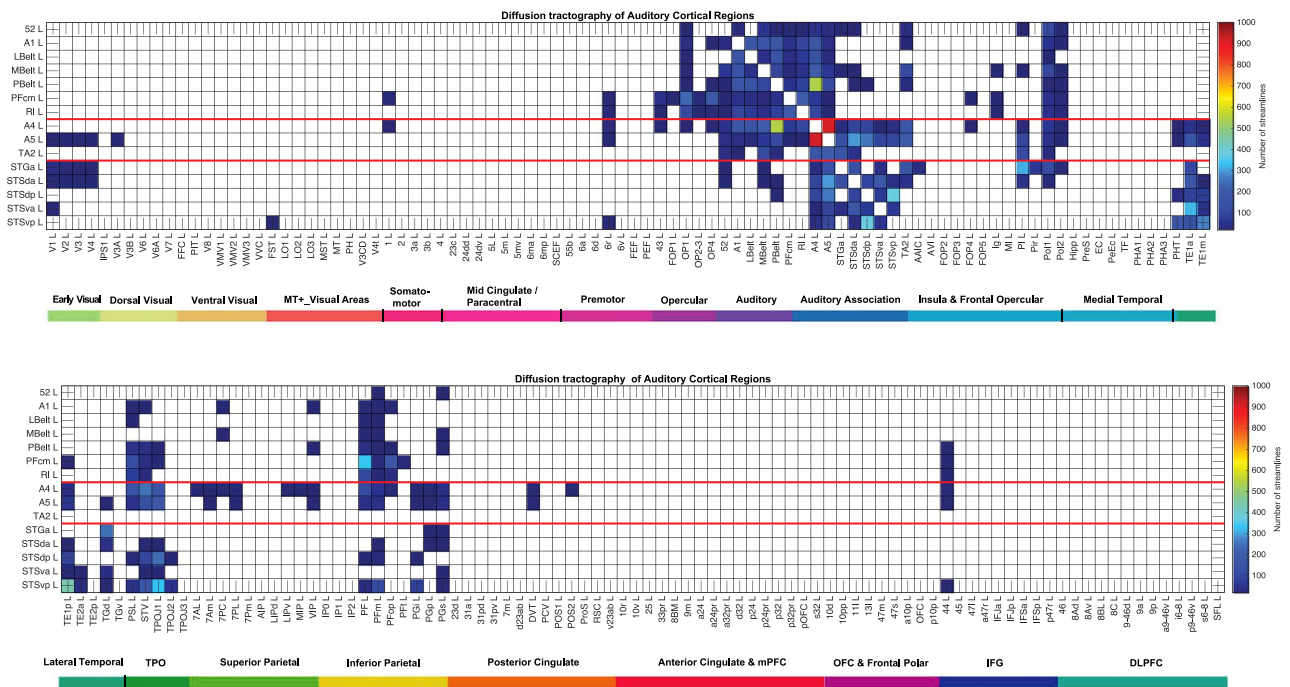 Diffusion tractography of Auditory Cortical Regions
52 L
A1 L
LBelt L
MBelt L
PBelt L
PFcm L
RI L
A4 L
A5 L
TA2 L
STGa L
STSda L
STSdp L
STSva L
STSvp L
1000
900
800
700
600
500
400
300
200
100
Number of streamlines
V1 L V2 L V3 L V4 L IPS1 L V3A L V3B L V6 L V6A L V7 L FFC L PIT L V8 L VMV1 L VMV2 L VMV3 L VVC L FST L LO1 L LO2 L LO3 L MST L MT L PH L V3CD L V4t L 1 L 2 L 3a L 3b L 4 L 23c L 24dd L 24dv L 5L L 5m L 5mv L 6ma L 6mp L SCEF L 55b L 6a L 6d L 6r L 6v L FEF L PEF L 43 L FOP1 L OP1 L OP2-3 L OP4 L 52 L A1 L LBelt L MBelt L PBelt L PFcm L RI L A4 L A5 L STGa L STSda L STSdp L STSva L STSvp L TA2 L AAIC L AVI L FOP2 L FOP3 L FOP4 L FOP5 L Ig L MI L PI L Pir L PoI1 L PoI2 L Hipp L PreS L EC L PeEc L TF L PHA1 L PHA2 L PHA3 L PHT L TE1a L TE1m L
Early Visual Dorsal Visual Ventral Visual MT+_Visual Areas Somato-motor Mid Cingulate / Paracentral Premotor Opercular Auditory Auditory Association Insula & Frontal Opercular Medial Temporal
Diffusion tractography of Auditory Cortical Regions
52 L
A1 L
LBelt L
MBelt L
PBelt L
PFcm L
RI L
A4 L
A5 L
TA2 L
STGa L
STSda L
STSdp L
STSva L
STSvp L
1000
900
800
700
600
500
400
300
200
100
Number of streamlines
TE1p L TE2a L TE2p L TGd L TGv L PSL L STV L TPOJ1 L TPOJ2 L TPOJ3 L 7AL L 7Am L 7PC L 7PL L 7Pm L AIP L LIPd L LIPv L MIP L VIP L IP0 L IP1 L IP2 L PF L PFm L PFop L PFt L PGi L PGp L PGs L 23d L 31a L 31pd L 31pv L 7m L d23ab L DVT L PCV L POS1 L POS2 L ProS L RSC L v23ab L 10r L 10v L 25 L 33pr L 8BM L 9m L a24 L a24pr L a32pr L d32 L p24 L p24pr L p32 L p32pr L pOFC L s32 L 10d L 10pp L 11l L 13l L 47m L 47s L a10p L OFC L p10p L 44 L 45 L 47l L a47r L IFJa L IFJp L IFSa L IFSp L p47r L 46 L 8Ad L 8Av L 8BL L 8C L 9-46d L 9a L 9p L a9-46v L i6-8 L p9-46v L s6-8 L SFL L
Lateral Temporal TPO Superior Parietal Inferior Parietal Posterior Cingulate Anterior Cingulate & mPFC OFC & Frontal Polar IFG DLPFC